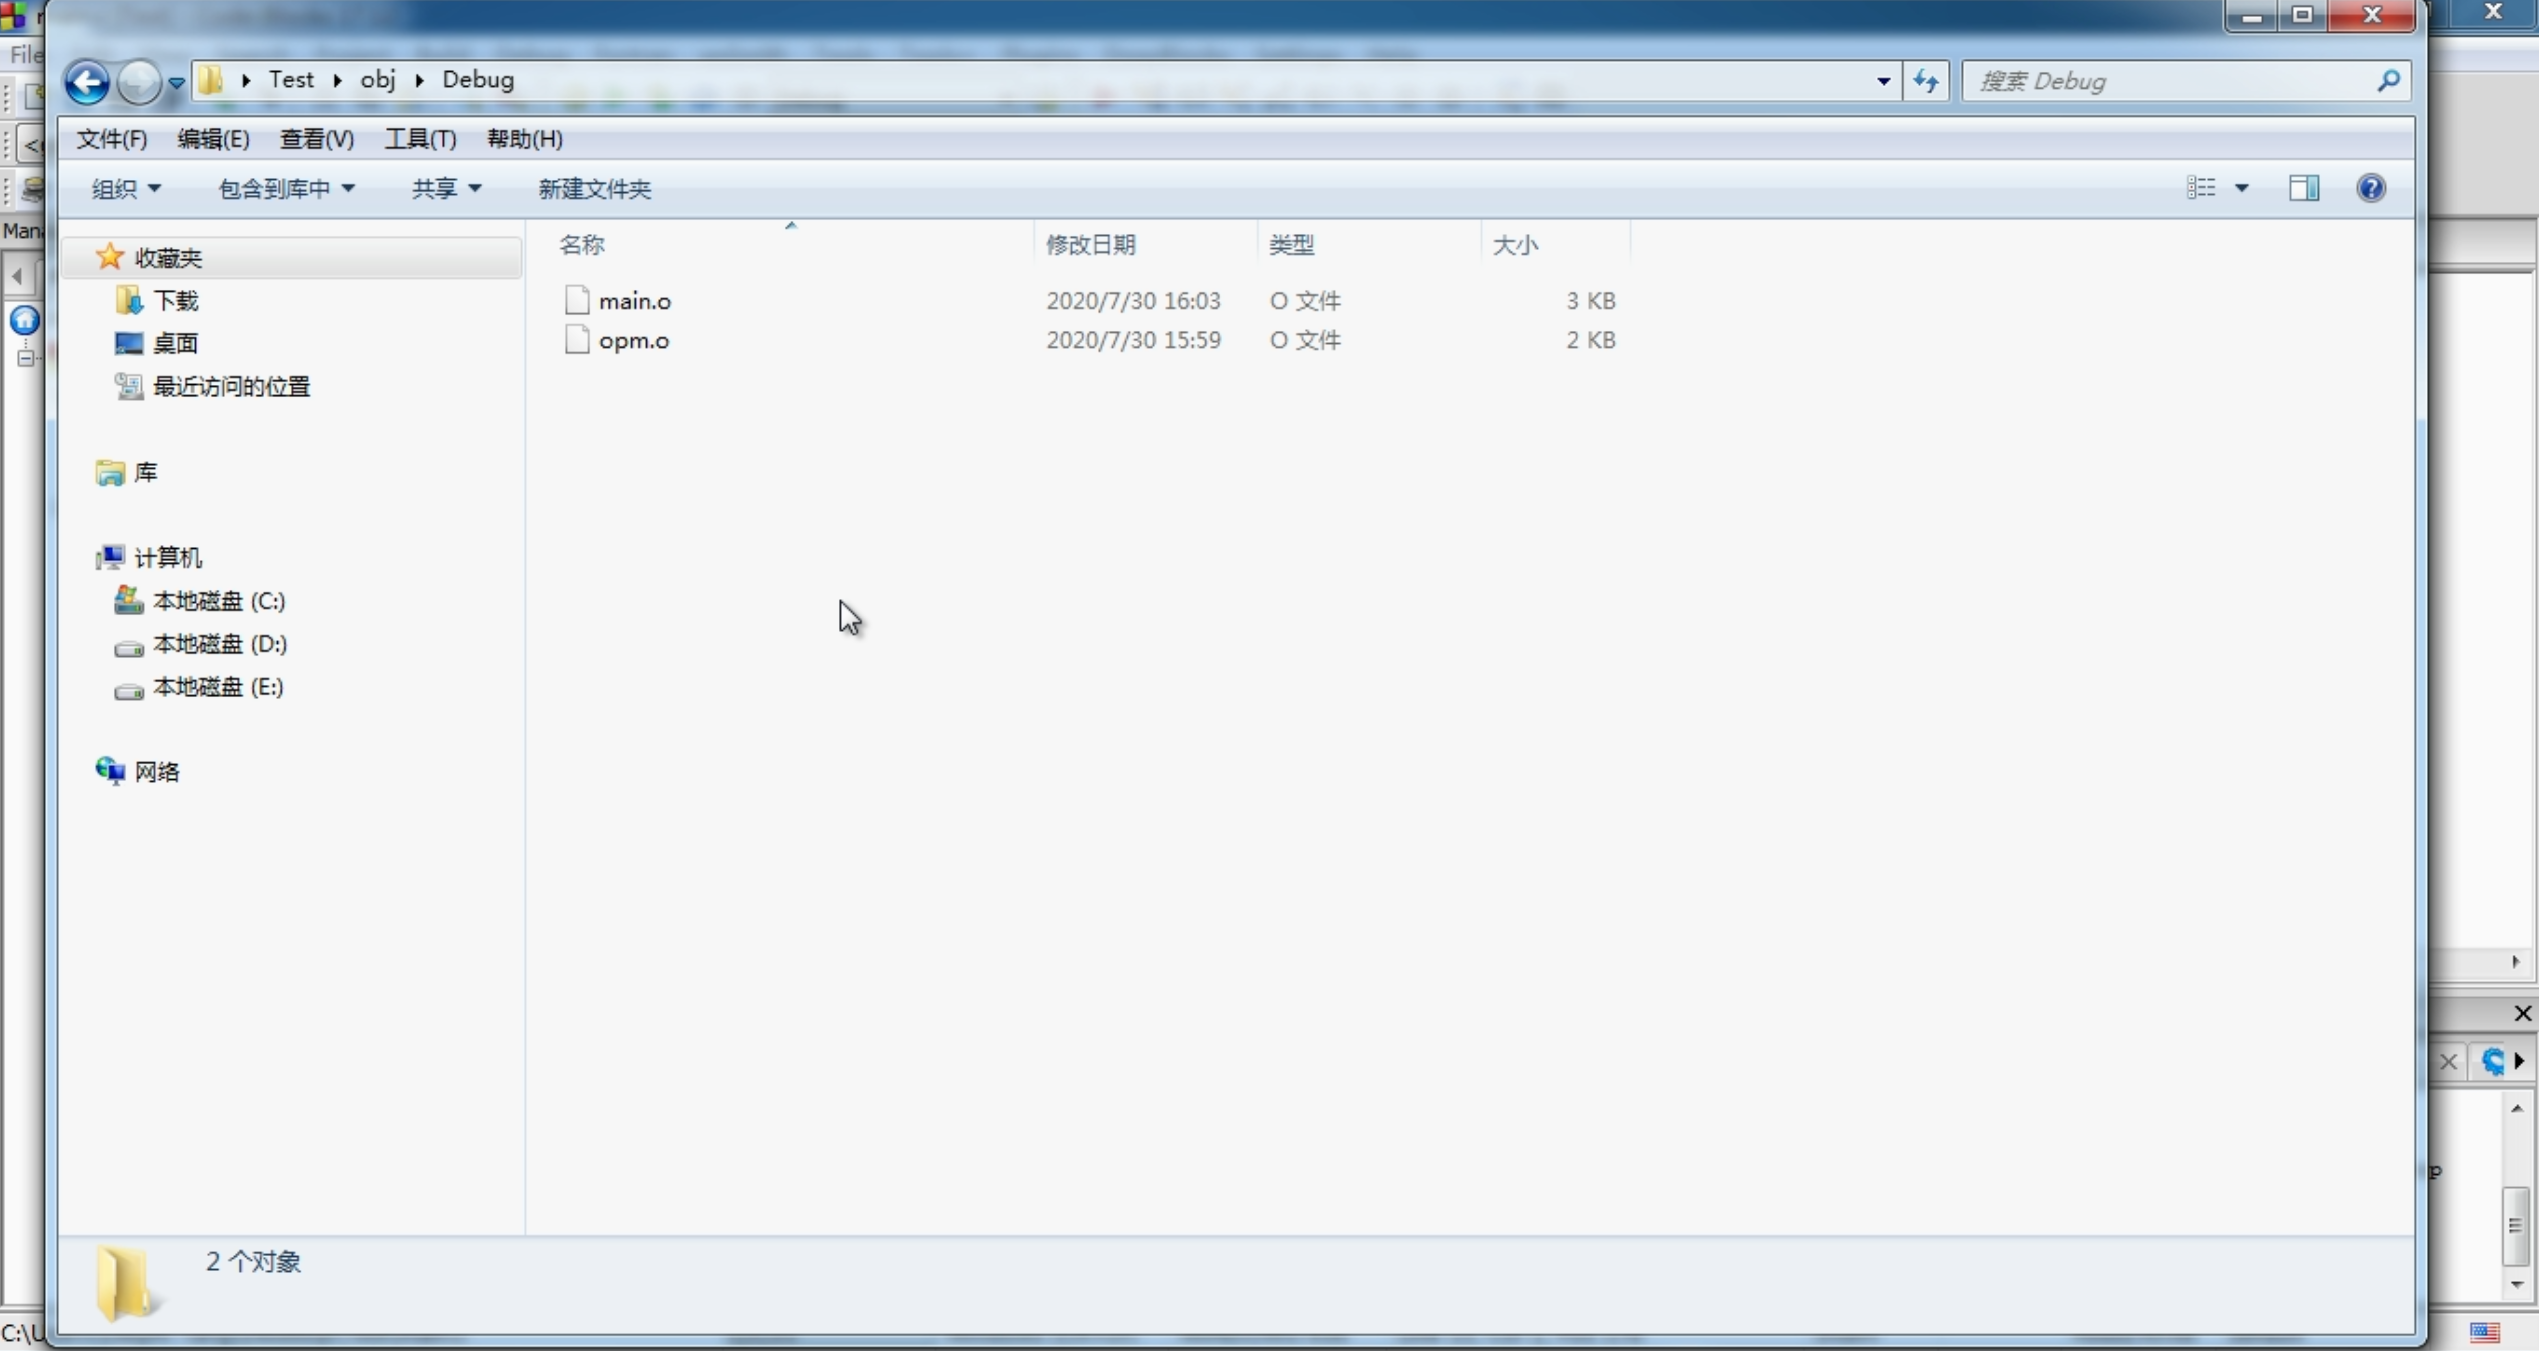 File
Test obj Debug
搜索 Debug
文件(F) 编辑(E) 查看(V) 工具(T) 帮助(H)
组织 包含到库中 共享 新建文件夹
Man
收藏夹
下载
桌面
最近访问的位置
库
计算机
本地磁盘 (C:)
本地磁盘 (D:)
本地磁盘 (E:)
网络
名称 修改日期 类型 大小
main.o 2020/7/30 16:03 O 文件 3 KB
opm.o 2020/7/30 15:59 O 文件 2 KB
p
2 个对象
C:\U